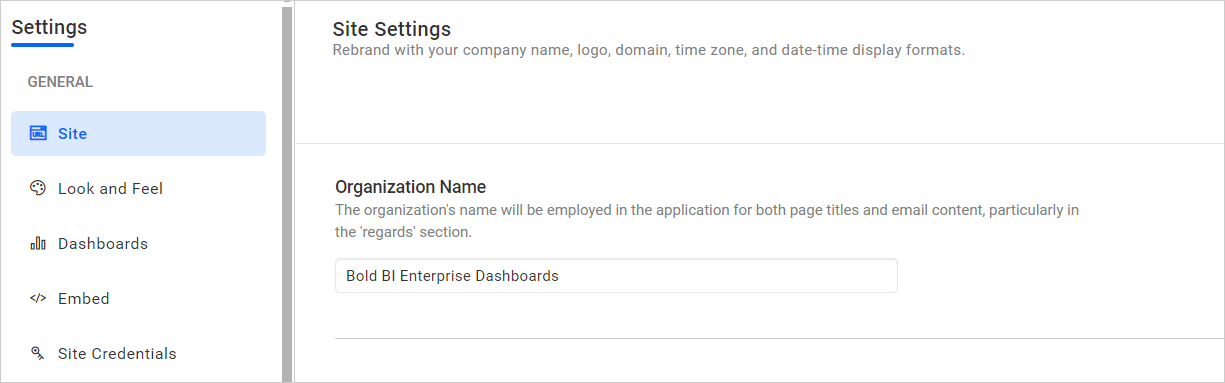 Settings
GENERAL
URL
Site
Look and Feel
Dashboards
Embed
Site Credentials
Site Settings
Rebrand with your company name, logo, domain, time zone, and date-time display formats.
Organization Name
The organization's name will be employed in the application for both page titles and email content, particularly in
the 'regards' section.
Bold BI Enterprise Dashboards